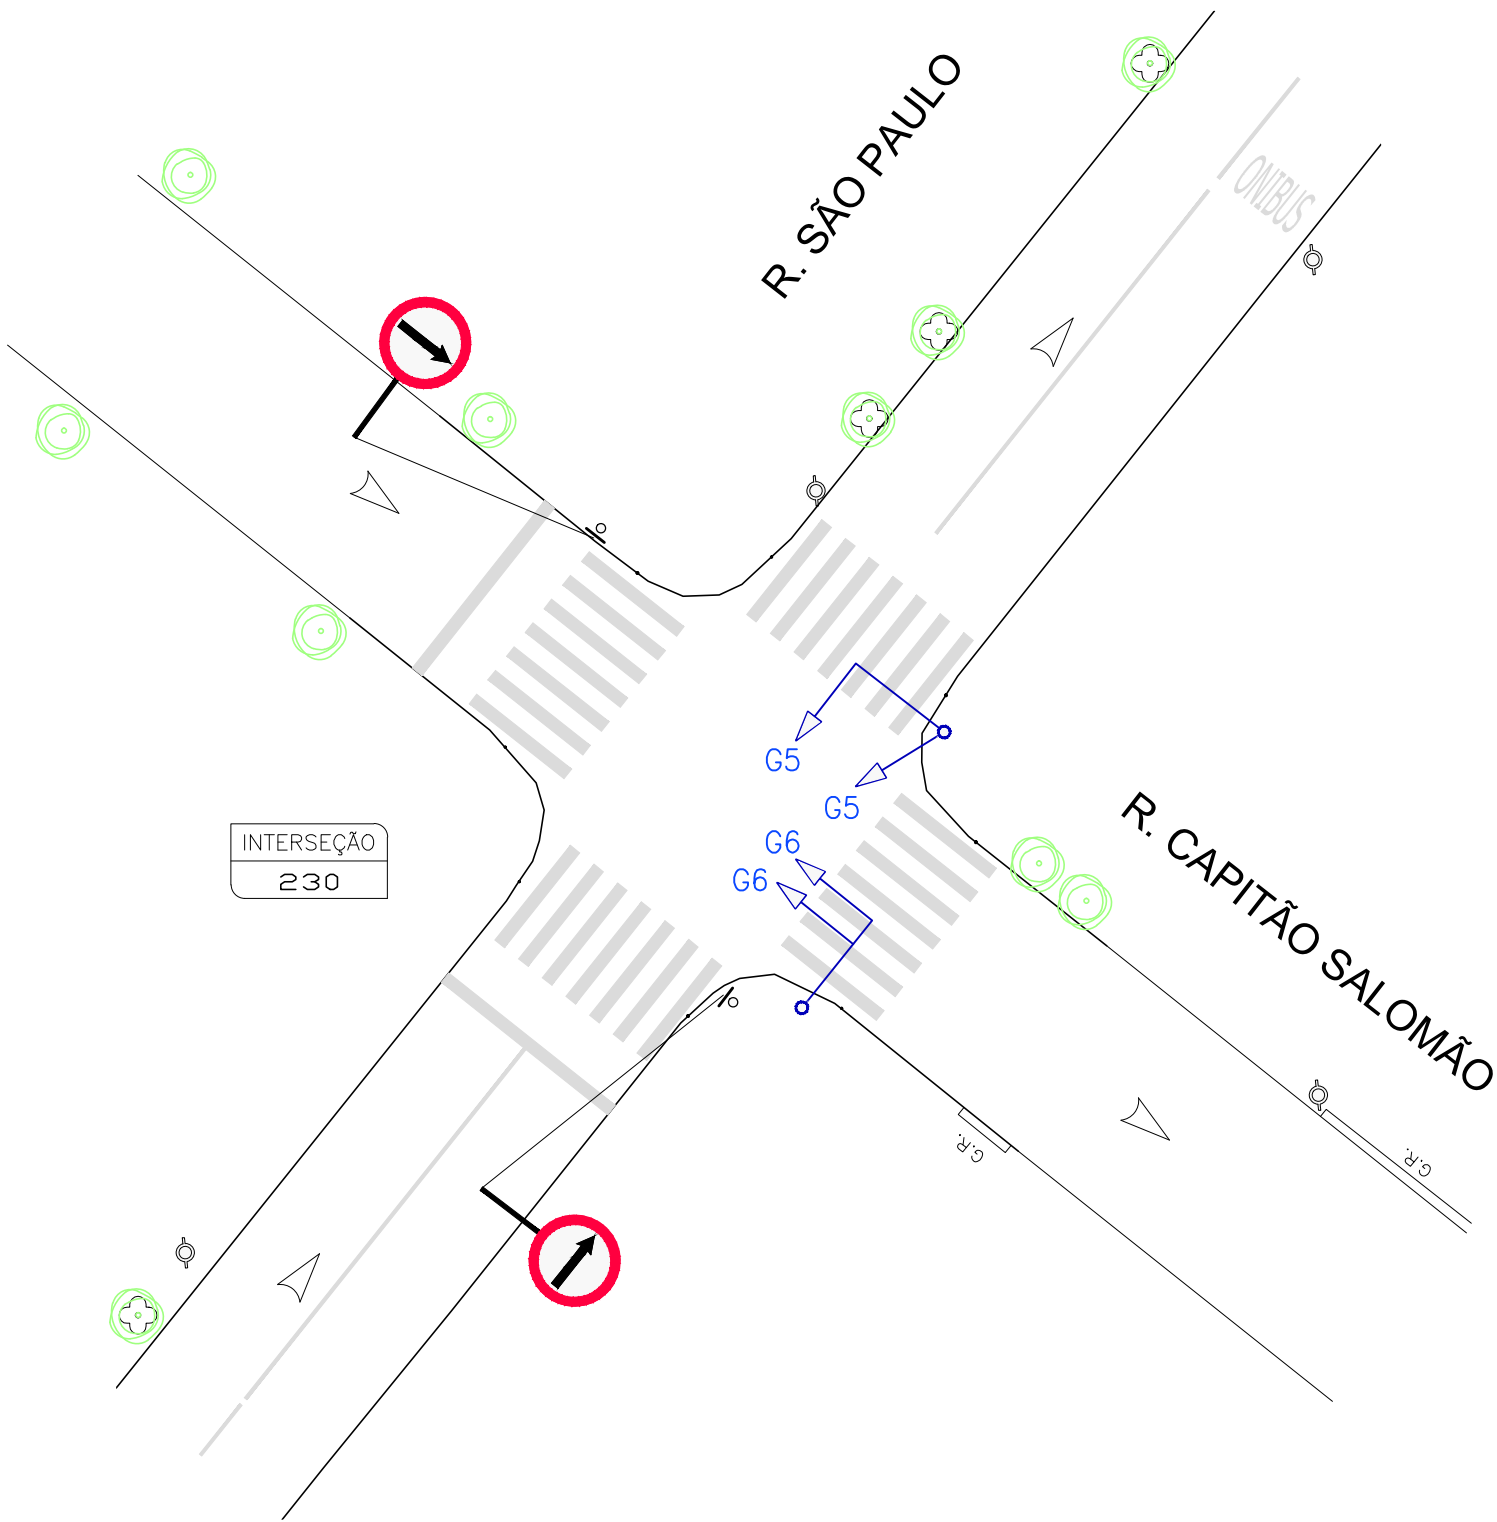 R. SÃO PAULO
ONIBUS
G5
G5
G6
G6
R. CAPITÃO SALOMÃO
INTERSEÇÃO
230
G.R.
G.R.